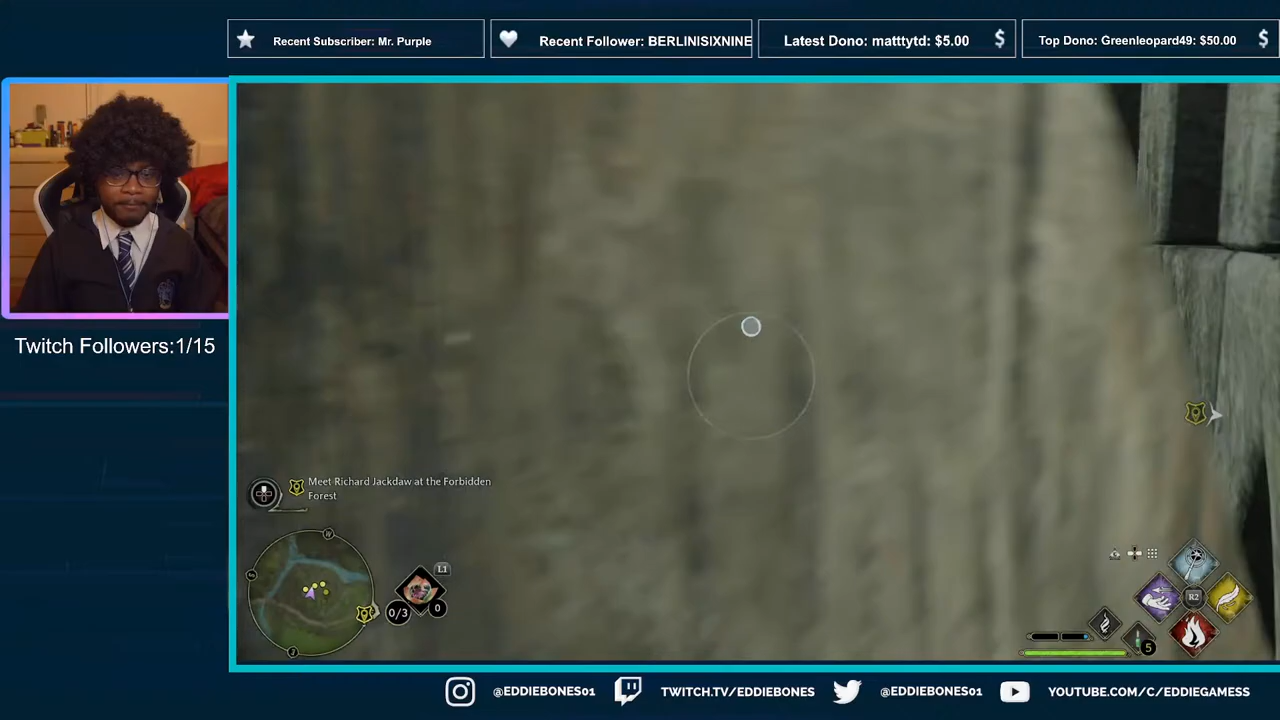 Recent Subscriber: Mr. Purple
Recent Follower: BERLINISIXNINE
Latest Dono: matttytd: $5.00 $
Top Dono: Greenleopard49: $50.00 $
Twitch Followers:1/15
Meet Richard Jackdaw at the Forbidden
Forest
L1
0/3
0
R2
5
@EDDIEBONES01
TWITCH.TV/EDDIEBONES
@EDDIEBONES01
YOUTUBE.COM/C/EDDIEGAMESS